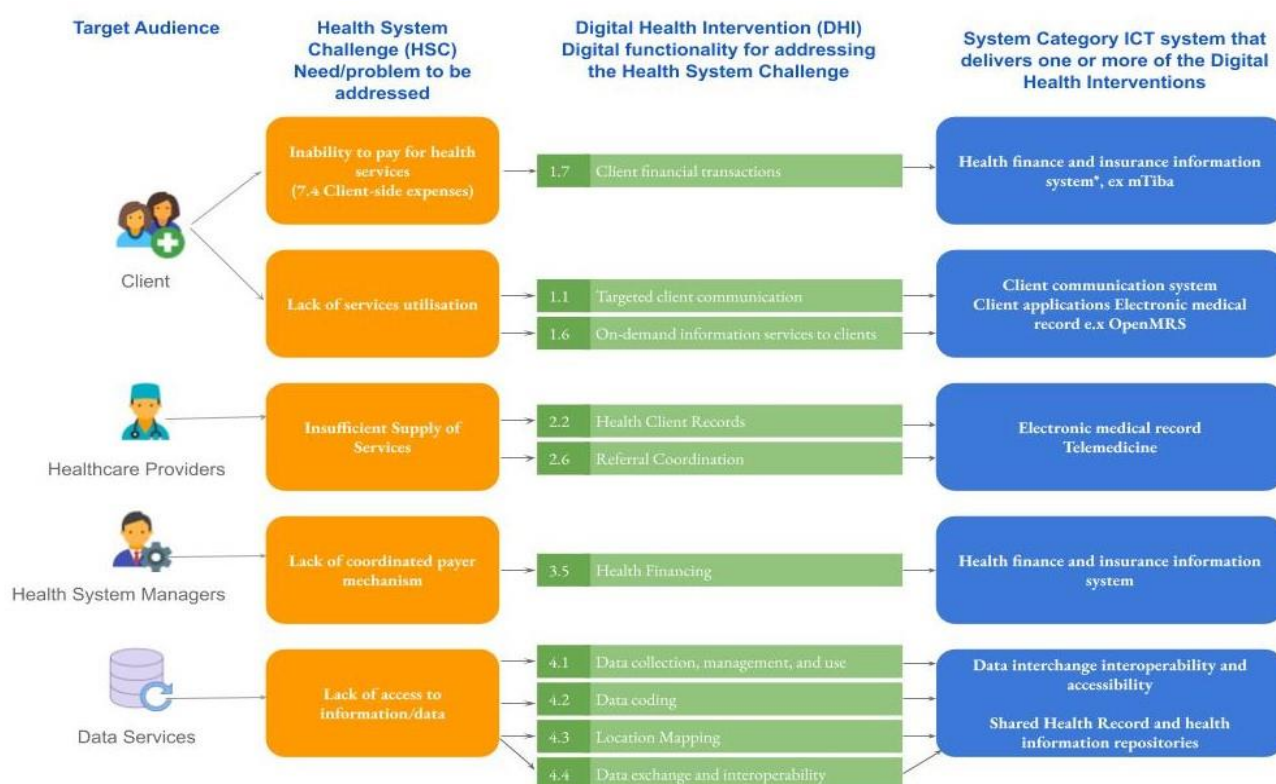 Target Audience
Health System
Challenge (HSC)
Need/problem to be
addressed
Digital Health Intervention (DHI)
Digital functionality for addressing
the Health System Challenge
System Category ICT system that
delivers one or more of the Digital
Health Interventions
Client
Inability to pay for health
services
(7.4 Client-side expenses)
1.7 Client financial transactions
Health finance and insurance information
system*, ex mTiba
Lack of services utilisation
1.1 Targeted client communication
1.6 On-demand information services to clients
Client communication system
Client applications Electronic medical
record e.x OpenMRS
Healthcare Providers
Insufficient Supply of
Services
2.2 Health Client Records
2.6 Referral Coordination
Electronic medical record
Telemedicine
Health System Managers
Lack of coordinated payer
mechanism
3.5 Health Financing
Health finance and insurance information
system
Data Services
Lack of access to
information/data
4.1 Data collection, management, and use
4.2 Data coding
4.3 Location Mapping
4.4 Data exchange and interoperability
Data interchange interoperability and
accessibility
Shared Health Record and health
information repositories